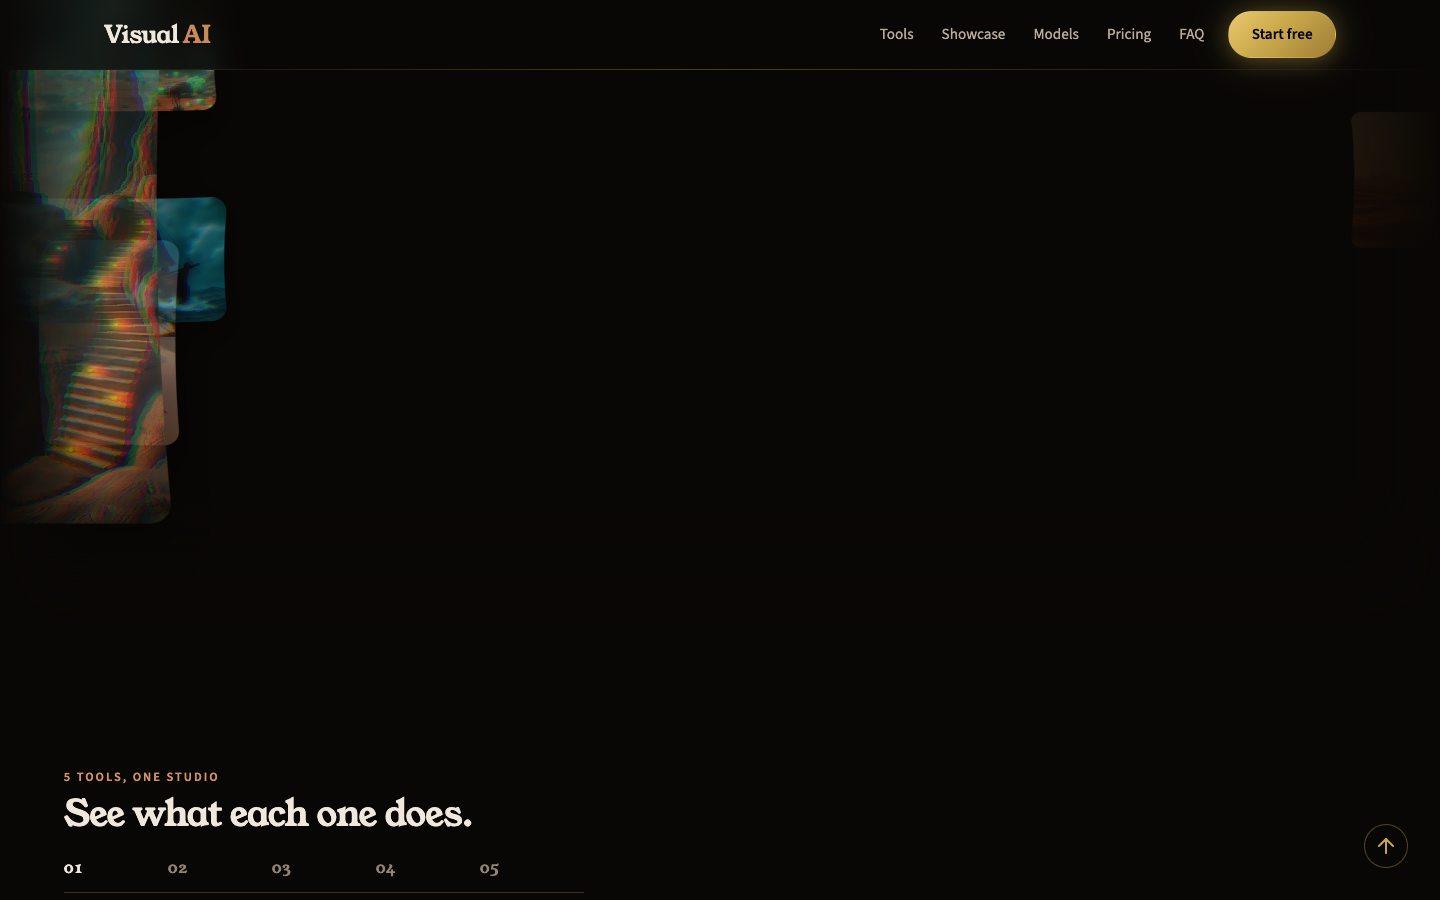 Visual AI
Tools
Showcase
Models
Pricing
FAQ
Start free
5 TOOLS, ONE STUDIO
See what each one does.
01
02
03
04
05